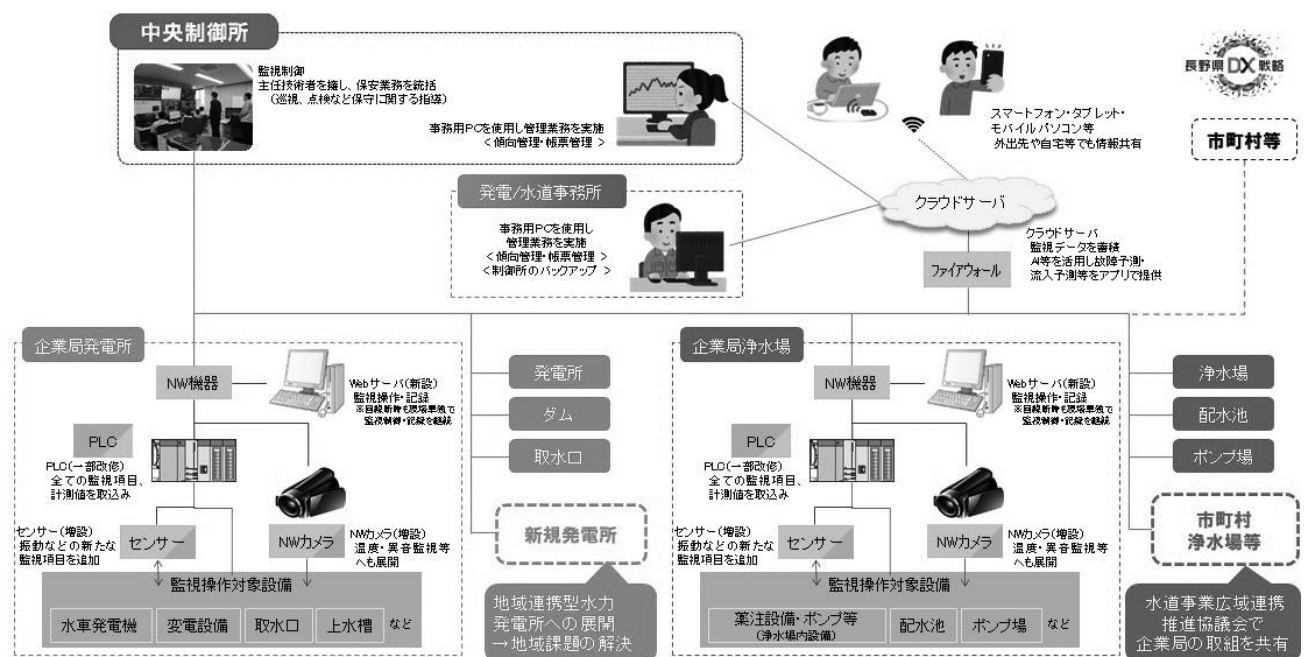 中央制御所
監視制御
主任技術者を擁し、保安業務を統括
（巡視、点検など保守に関する指導）
事務用PCを使用し管理業務を実施
＜傾向管理・帳票管理＞
スマートフォン・タブレット・
モバイルパソコン等
外出先や自宅等でも情報共有
長野県DX戦略
市町村等
発電/水道事務所
事務用PCを使用し
管理業務を実施
＜傾向管理・帳票管理＞
＜制御所のバックアップ＞
クラウドサーバ
クラウドサーバ
監視データを蓄積
AI等を活用し故障予測・
流入予測等をアプリで提供
ファイアウォール
企業局発電所
NW機器
Webサーバ(新設)
監視操作・記録
※回線断時も現場単独で
監視制御・記録を継続
PLC
PLC(一部改修)
全ての監視項目、
計測値を取込み
センサー(増設)
振動などの新たな
監視項目を追加
センサー
NWカメラ
NWカメラ(増設)
温度・異音監視等
へも展開
監視操作対象設備
水車発電機
変電設備
取水口
上水槽
など
発電所
ダム
取水口
新規発電所
地域連携型水力
発電所への展開
→地域課題の解決
企業局浄水場
NW機器
Webサーバ(新設)
監視操作・記録
※回線断時も現場単独で
監視制御・記録を継続
PLC
PLC(一部改修)
全ての監視項目、
計測値を取込み
センサー(増設)
振動などの新たな
監視項目を追加
センサー
NWカメラ
NWカメラ(増設)
温度・異音監視等
へも展開
監視操作対象設備
薬注設備・ポンプ等
(浄水場内設備)
配水池
ポンプ場
など
浄水場
配水池
ポンプ場
市町村
浄水場等
水道事業広域連携
推進協議会で
企業局の取組を共有